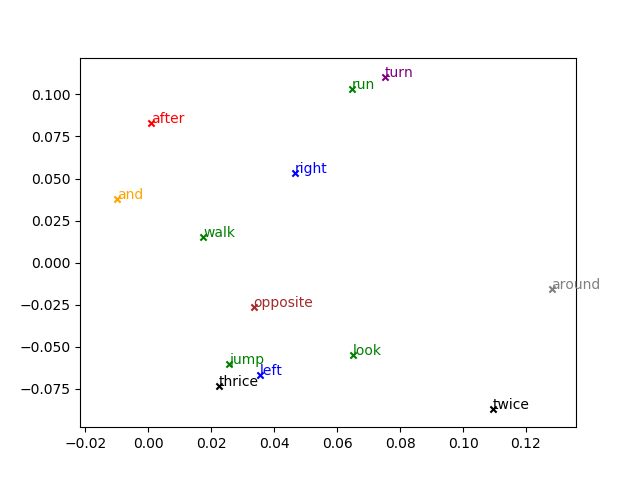 turn
run
after
right
and
walk
around
opposite
look
jump
left
thrice
twice
0.100
0.075
0.050
0.025
0.000
−0.025
−0.050
−0.075
−0.02 0.00 0.02 0.04 0.06 0.08 0.10 0.12